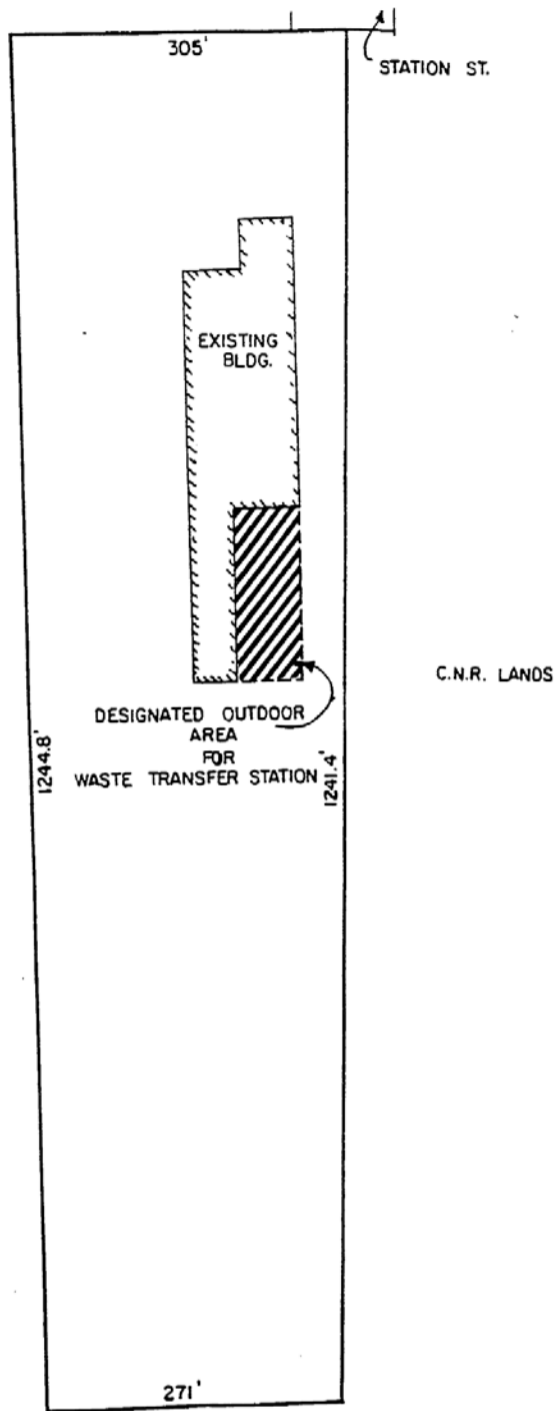 305'
STATION ST.
EXISTING
BLDG.
C.N.R. LANDS
DESIGNATED OUTDOOR
AREA
FOR
WASTE TRANSFER STATION
1244.8'
1241.4'
271'